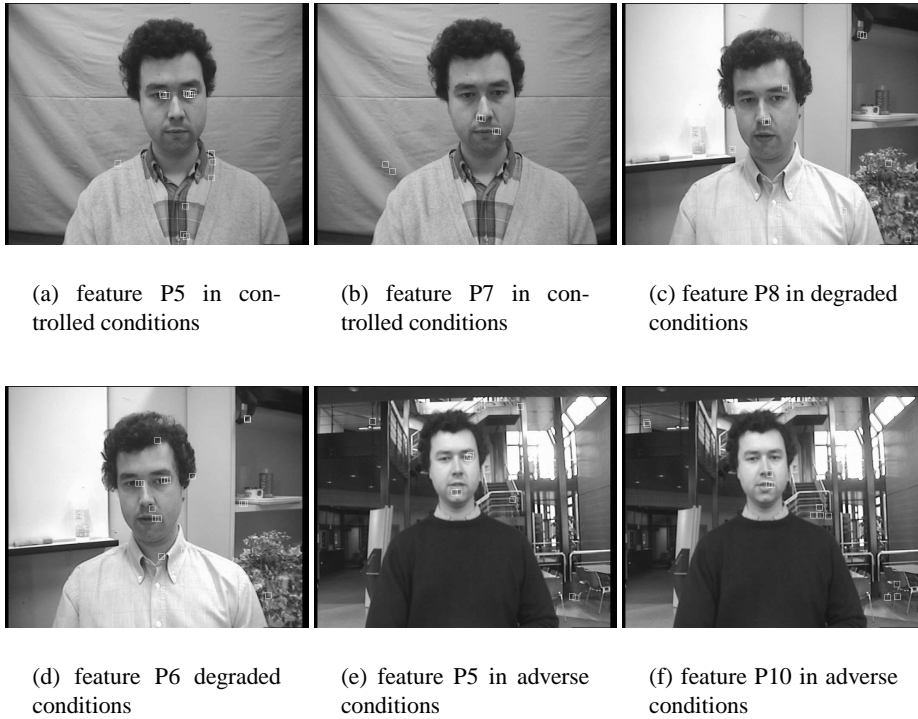 (a) feature P5 in con-
trolled conditions
(b) feature P7 in con-
trolled conditions
(c) feature P8 in degraded
conditions
(d) feature P6 degraded
conditions
(e) feature P5 in adverse
conditions
(f) feature P10 in adverse
conditions